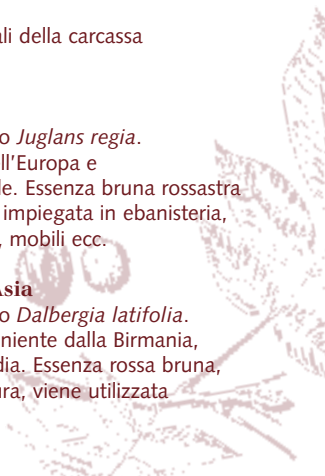 ali della carcassa
o Juglans regia.
ll'Europa e
le. Essenza bruna rossastra
impiegata in ebanisteria,
, mobili ecc.
Asia
o Dalbergia latifolia.
niente dalla Birmania,
dia. Essenza rossa bruna,
ura, viene utilizzata